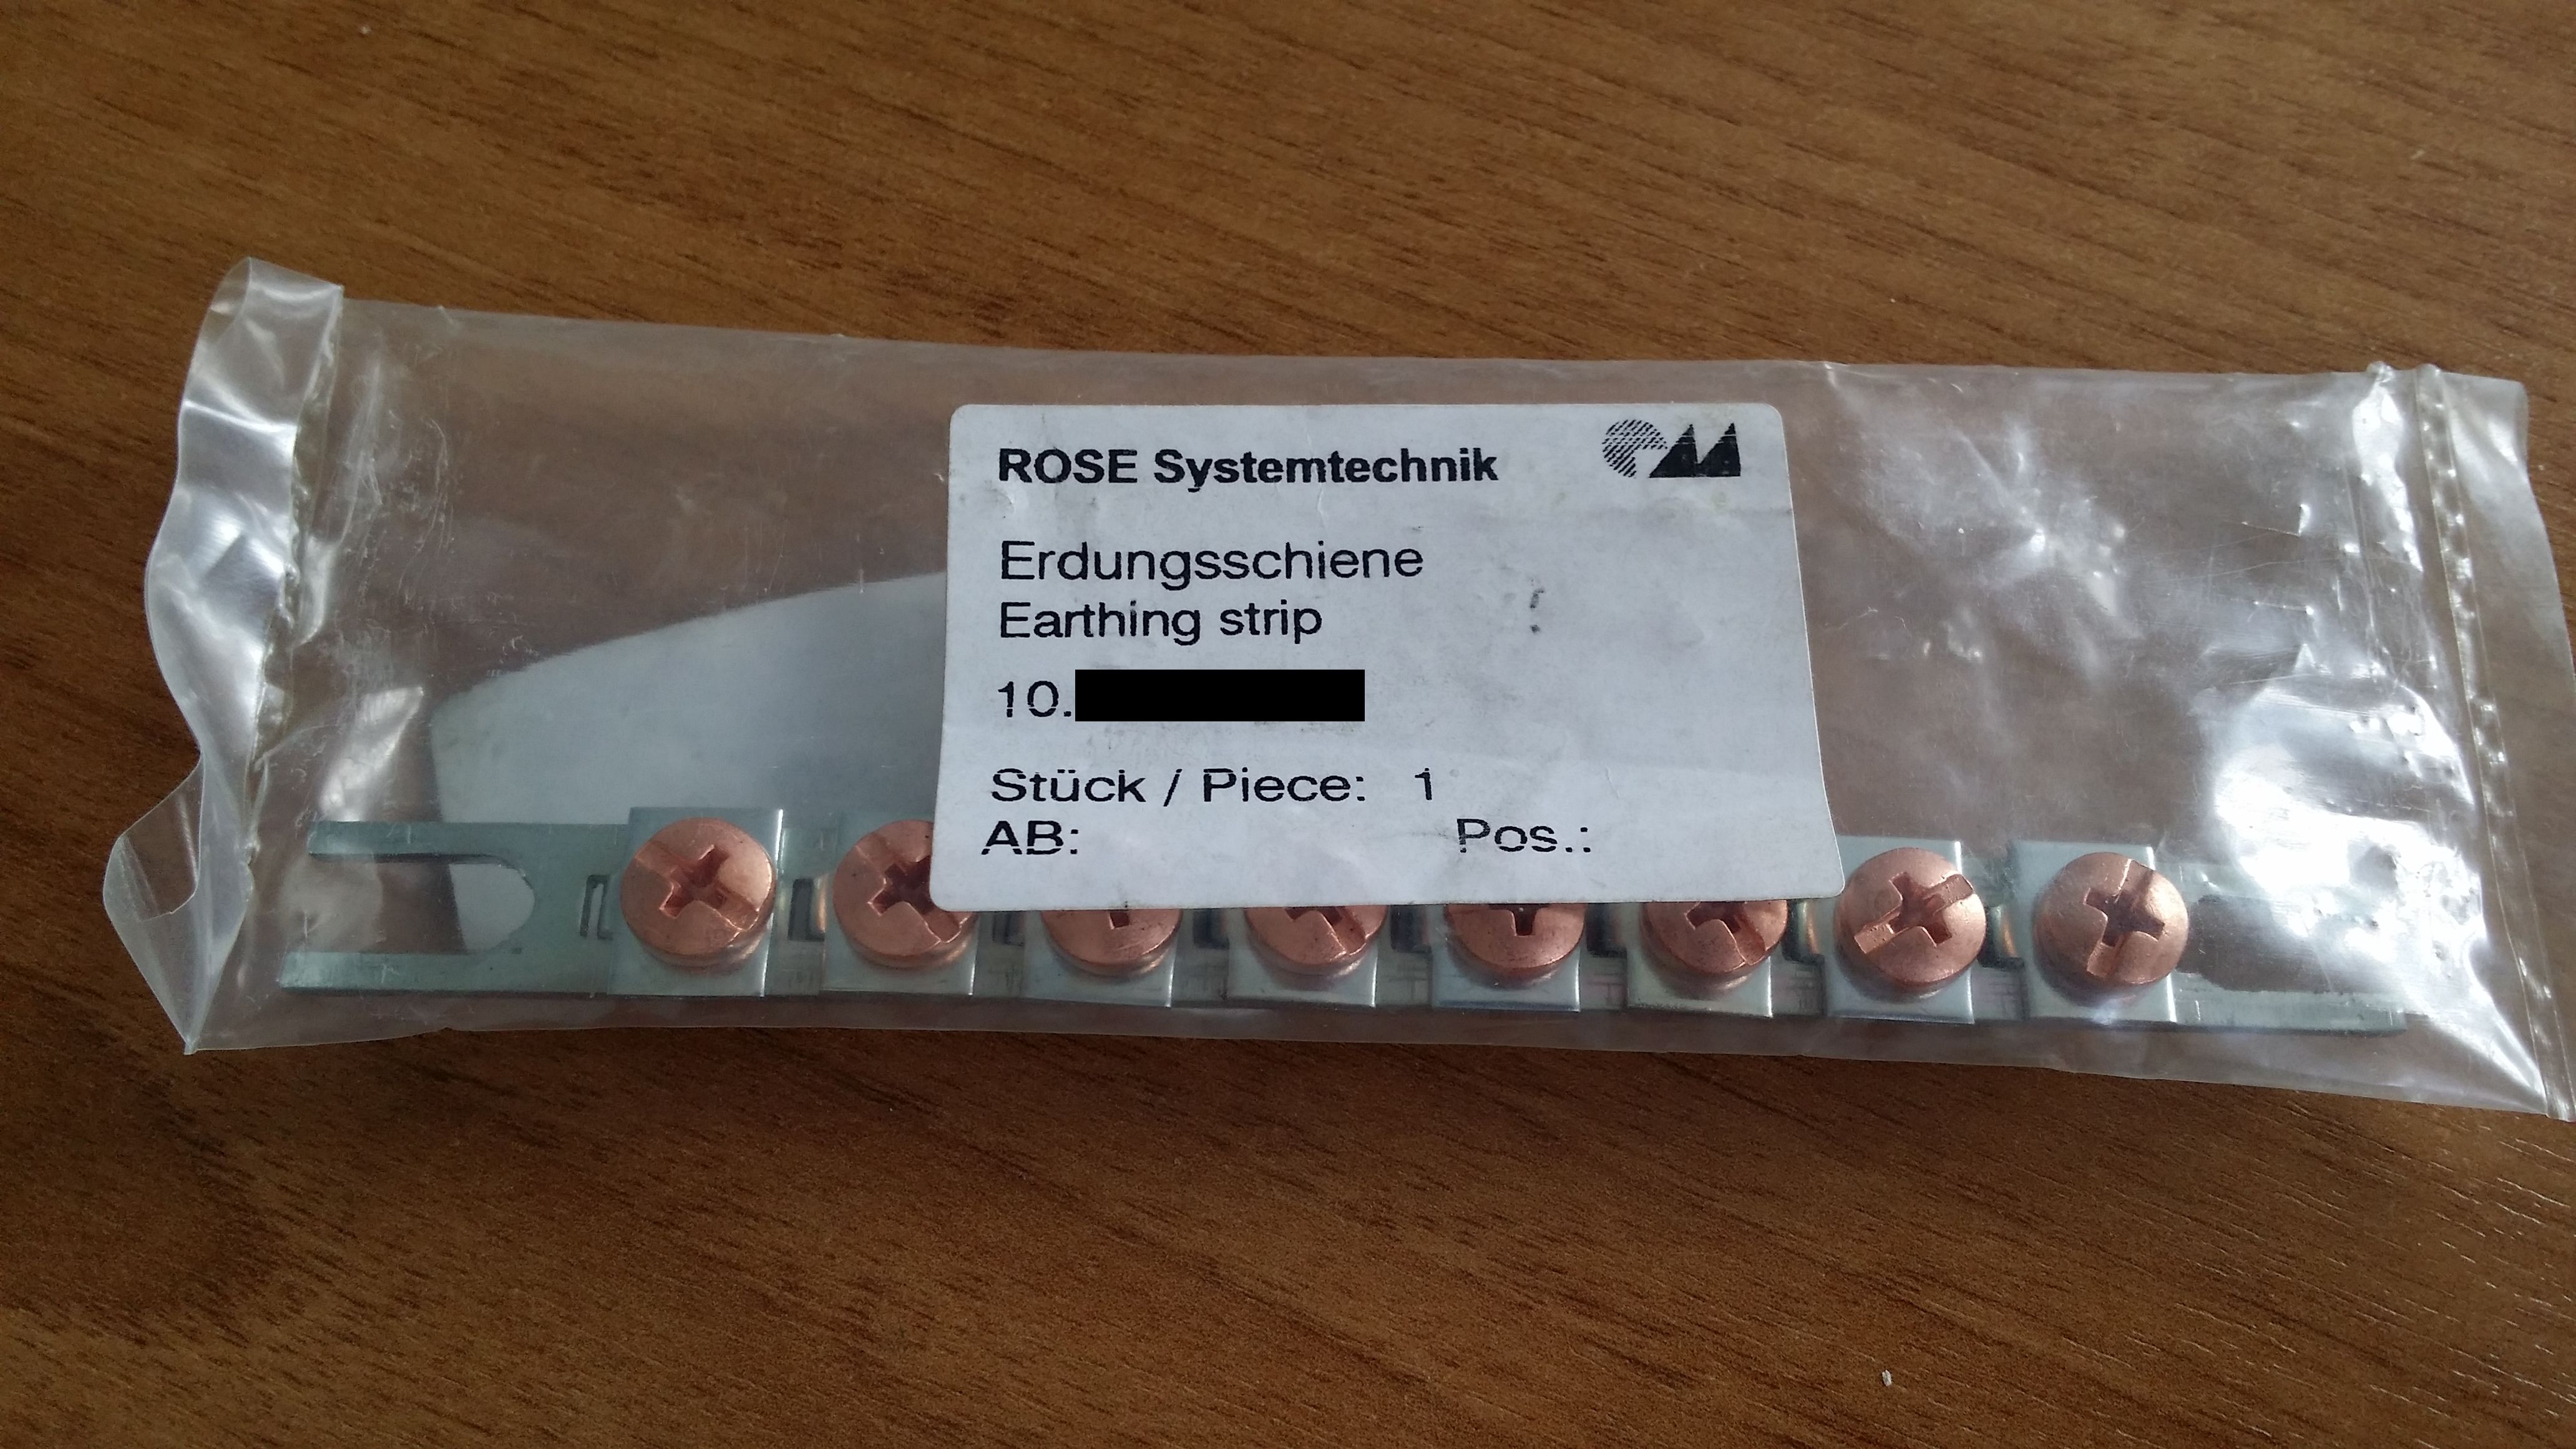 ROSE Systemtechnik
Erdungsschiene
Earthing strip
10.
Stück / Piece: 1
AB: Pos.: